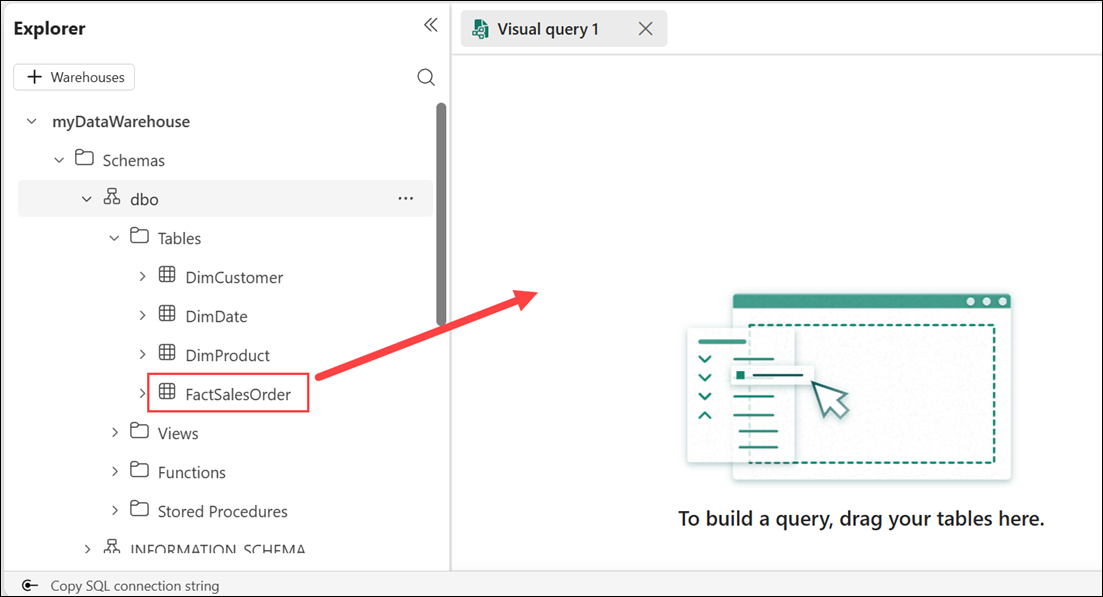 Explorer
Warehouses
myDataWarehouse
Schemas
dbo
Tables
DimCustomer
DimDate
DimProduct
FactSalesOrder
Views
Functions
Stored Procedures
INFORMATION_SCHEMA
Copy SQL connection string
Visual query 1
To build a query, drag your tables here.